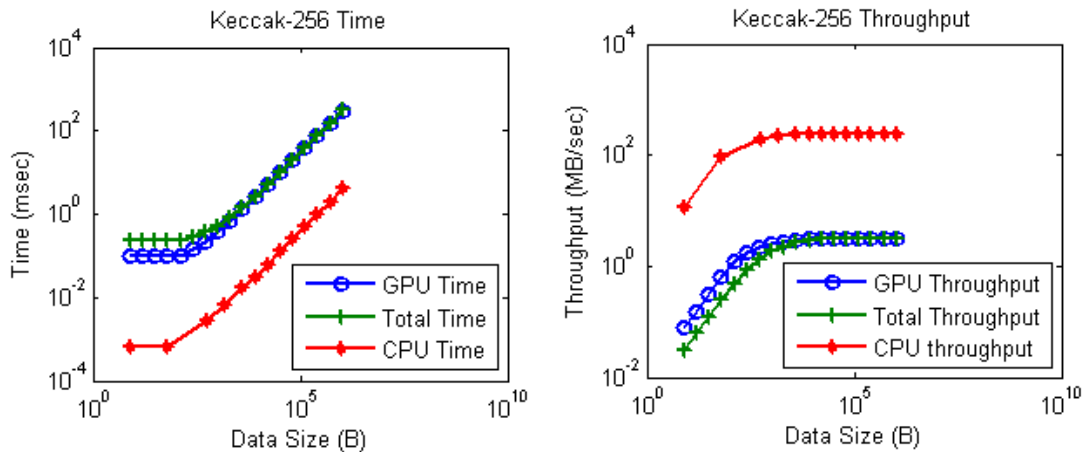 Keccak-256 Time
10^4
10^2
10^0
10^-2
10^-4
Time (msec)
GPU Time
Total Time
CPU Time
10^0
10^5
10^10
Data Size (B)
Keccak-256 Throughput
10^4
10^2
10^0
10^-2
Throughput (MB/sec)
GPU Throughput
Total Throughput
CPU throughput
10^0
10^5
10^10
Data Size (B)